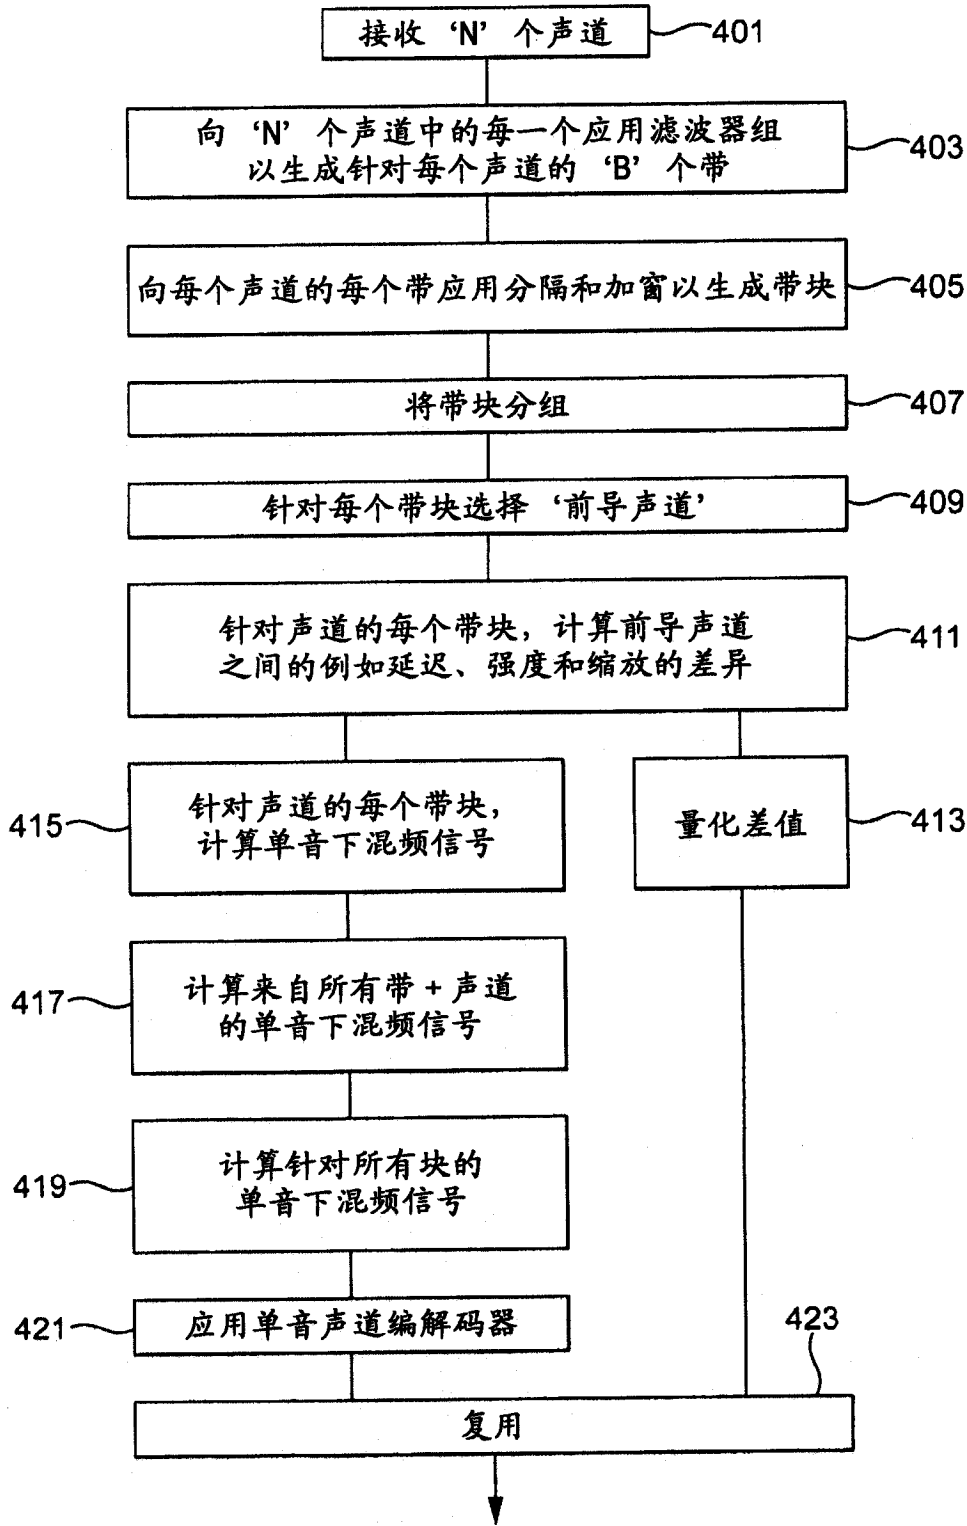 接收 ‘N’ 个声道
401
向 ‘N’ 个声道中的每一个应用滤波器组
以生成针对每个声道的 ‘B’ 个带
403
向每个声道的每个带应用分隔和加窗以生成带块
405
将带块分组
407
针对每个带块选择 ‘前导声道’
409
针对声道的每个带块，计算前导声道
之间的例如延迟、强度和缩放的差异
411
415
针对声道的每个带块，
计算单音下混频信号
量化差值
413
417
计算来自所有带 + 声道
的单音下混频信号
419
计算针对所有块的
单音下混频信号
421
应用单音声道编解码器
423
复用